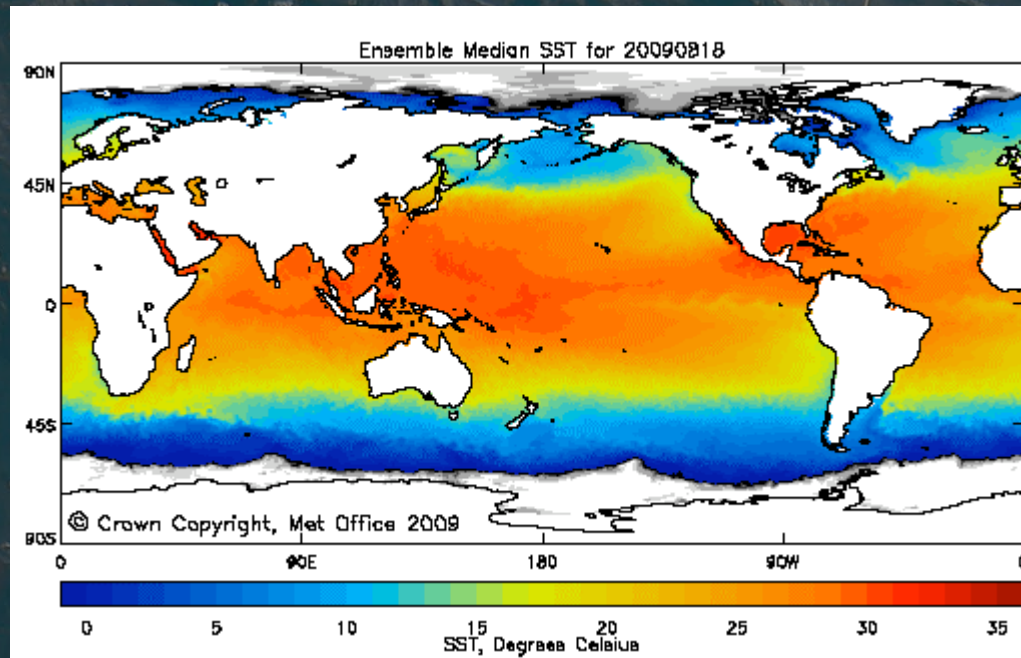 Ensemble Median SST for 20090818
90N
45N
0
45S
90S
© Crown Copyright, Met Office 2009
0 90E 180 90W
0 5 10 15 20 25 30 35
SST, Degrees Celsius